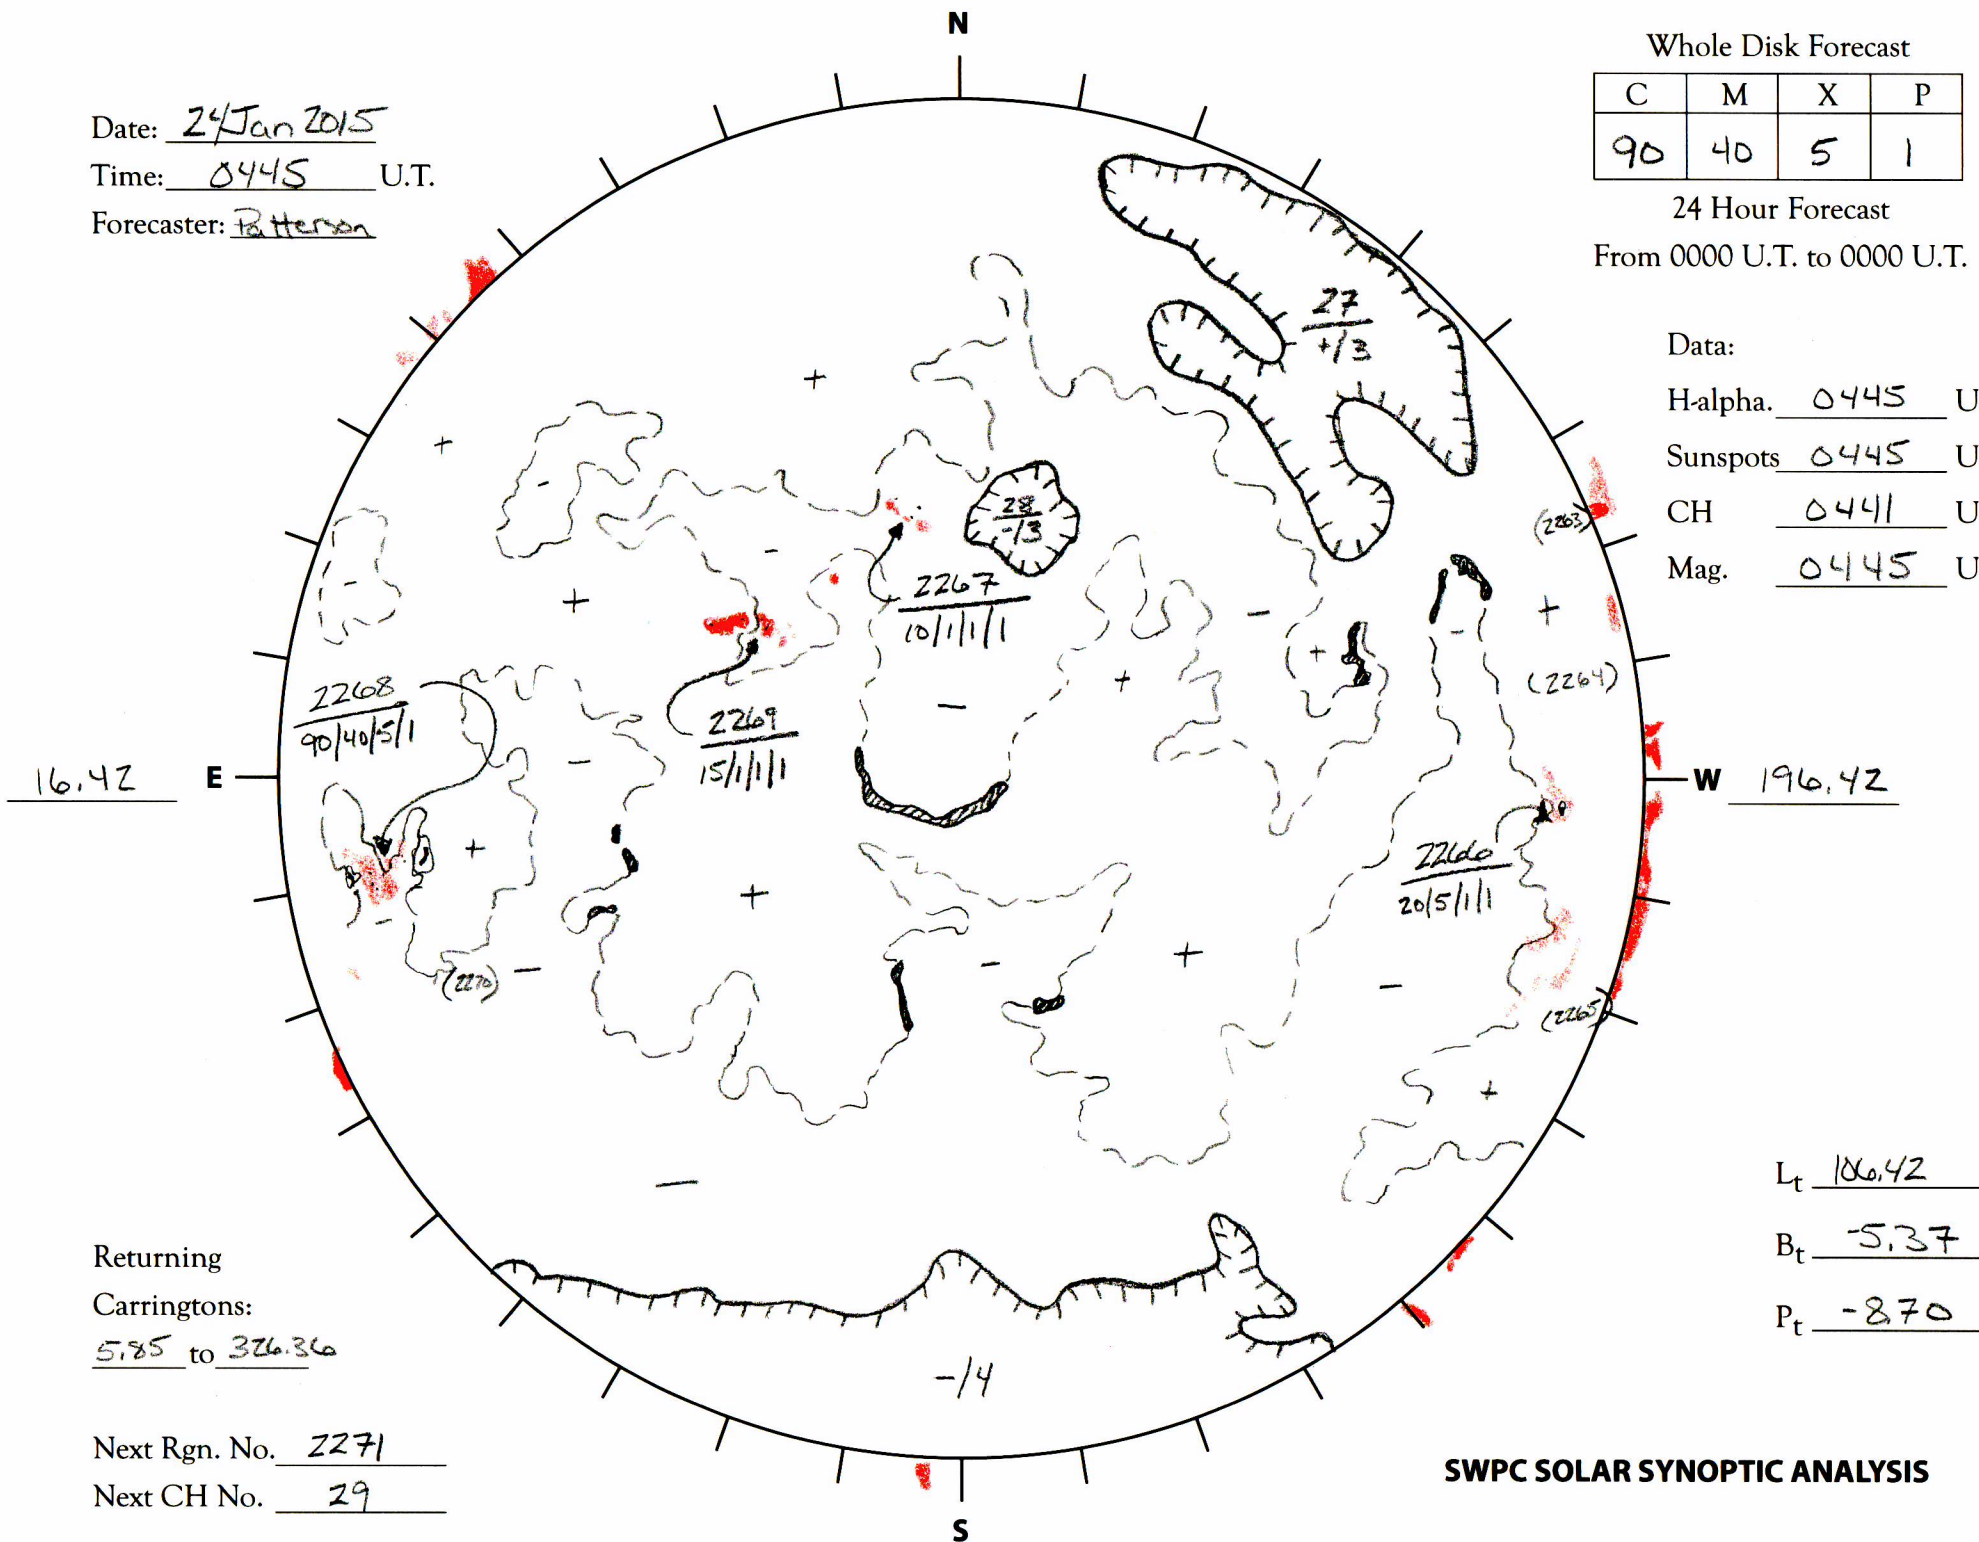 N
Date: 24 Jan 2015
Time: 0445 U.T.
Forecaster: Patterson
Whole Disk Forecast
C M X P
90 40 5 1
24 Hour Forecast
From 0000 U.T. to 0000 U.T.
Data:
H-alpha. 0445 U
Sunspots 0445 U
CH 0441 U
Mag. 0445 U
27
+/3
28
-/3
(2263)
2267
10/1/1/1
2268
90/40/5/1
2269
15/1/1/1
(2264)
16.42 E
W 196.42
2266
20/5/1/1
(2270)
(2265)
Lt 106.42
Bt -5.37
Pt -8.70
Returning
Carringtons:
5.85 to 326.36
-/4
Next Rgn. No. 2271
Next CH No. 29
SWPC SOLAR SYNOPTIC ANALYSIS
S